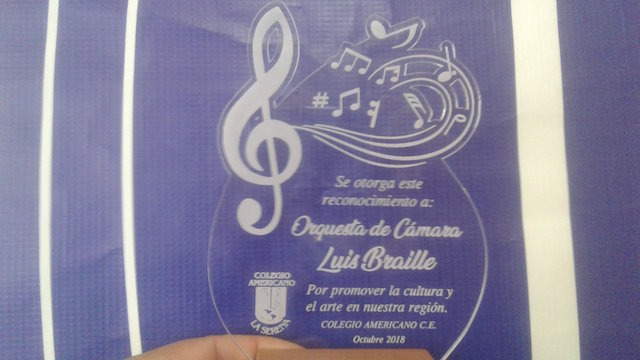 Se otorga este
reconocimiento a:
Orquesta de Cámara
Luis Braille
Por promover la cultura y
el arte en nuestra región.
COLEGIO AMERICANO C.E.
Octubre 2018
COLEGIO
AMERICANO
LA SERENA